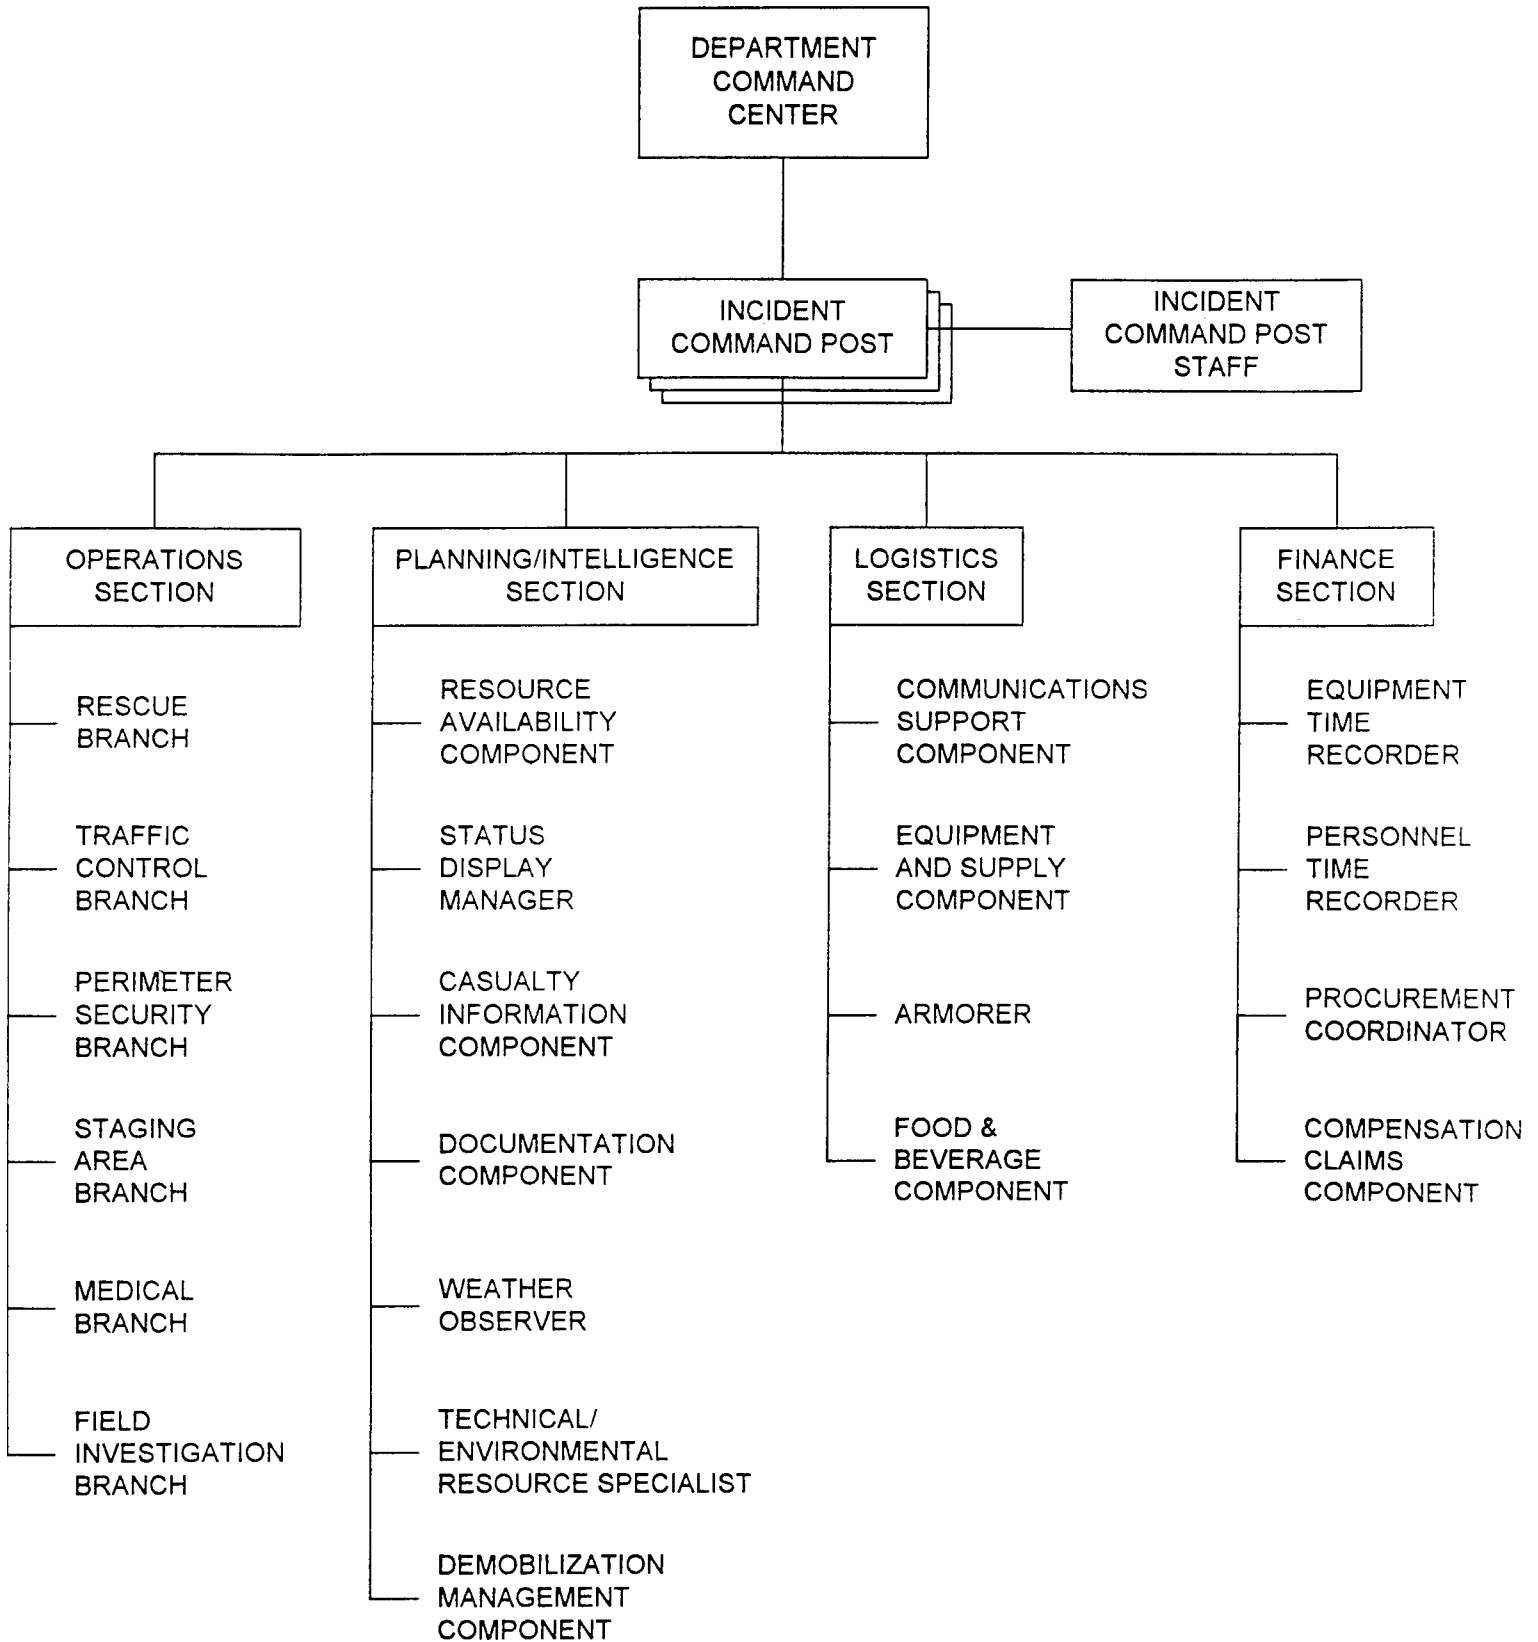 DEPARTMENT
COMMAND
CENTER
INCIDENT
COMMAND POST
INCIDENT
COMMAND POST
STAFF
OPERATIONS
SECTION
RESCUE
BRANCH
TRAFFIC
CONTROL
BRANCH
PERIMETER
SECURITY
BRANCH
STAGING
AREA
BRANCH
MEDICAL
BRANCH
FIELD
INVESTIGATION
BRANCH
PLANNING/INTELLIGENCE
SECTION
RESOURCE
AVAILABILITY
COMPONENT
STATUS
DISPLAY
MANAGER
CASUALTY
INFORMATION
COMPONENT
DOCUMENTATION
COMPONENT
WEATHER
OBSERVER
TECHNICAL/
ENVIRONMENTAL
RESOURCE SPECIALIST
DEMOBILIZATION
MANAGEMENT
COMPONENT
LOGISTICS
SECTION
COMMUNICATIONS
SUPPORT
COMPONENT
EQUIPMENT
AND SUPPLY
COMPONENT
ARMORER
FOOD &
BEVERAGE
COMPONENT
FINANCE
SECTION
EQUIPMENT
TIME
RECORDER
PERSONNEL
TIME
RECORDER
PROCUREMENT
COORDINATOR
COMPENSATION
CLAIMS
COMPONENT